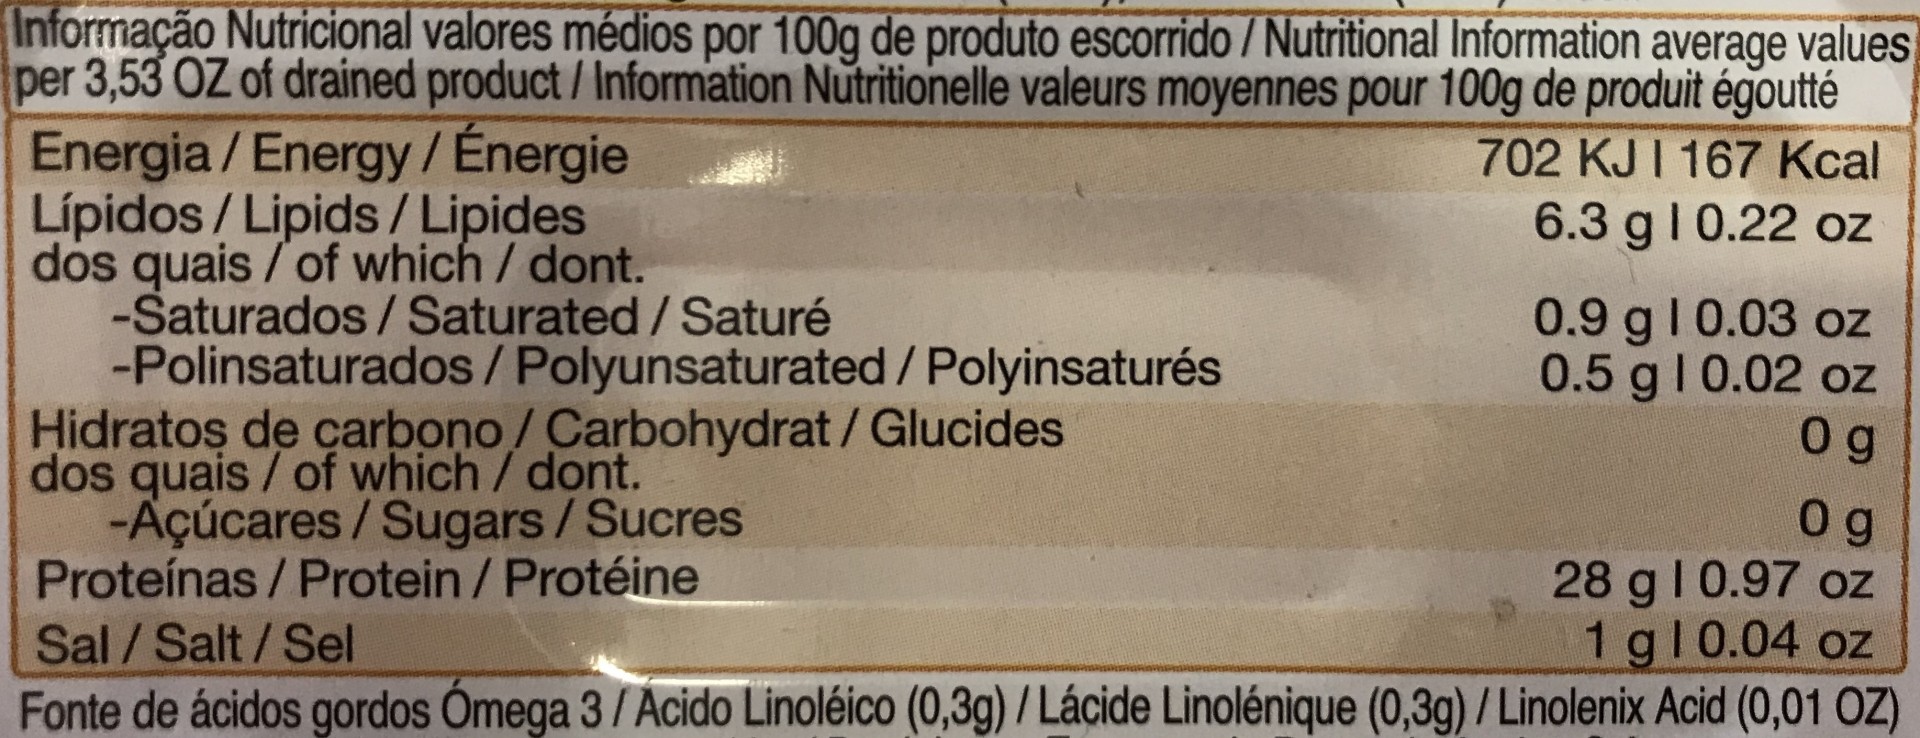 Informação Nutricional valores médios por 100g de produto escorrido / Nutritional Information average values
per 3,53 OZ of drained product / Information Nutritionelle valeurs moyennes pour 100g de produit égoutté
Energia / Energy / Énergie 702 KJ | 167 Kcal
Lípidos / Lipids / Lipides 6.3 g | 0.22 oz
dos quais / of which / dont.
-Saturados / Saturated / Saturé 0.9 g | 0.03 oz
-Polinsaturados / Polyunsaturated / Polyinsaturés 0.5 g | 0.02 oz
Hidratos de carbono / Carbohydrat / Glucides 0 g
dos quais / of which / dont.
-Açúcares / Sugars / Sucres 0 g
Proteínas / Protein / Protéine 28 g | 0.97 oz
Sal / Salt / Sel 1 g | 0.04 oz
Fonte de ácidos gordos Ómega 3 / Ácido Linoléico (0,3g) / Lácide Linolénique (0,3g) / Linolenix Acid (0,01 OZ)